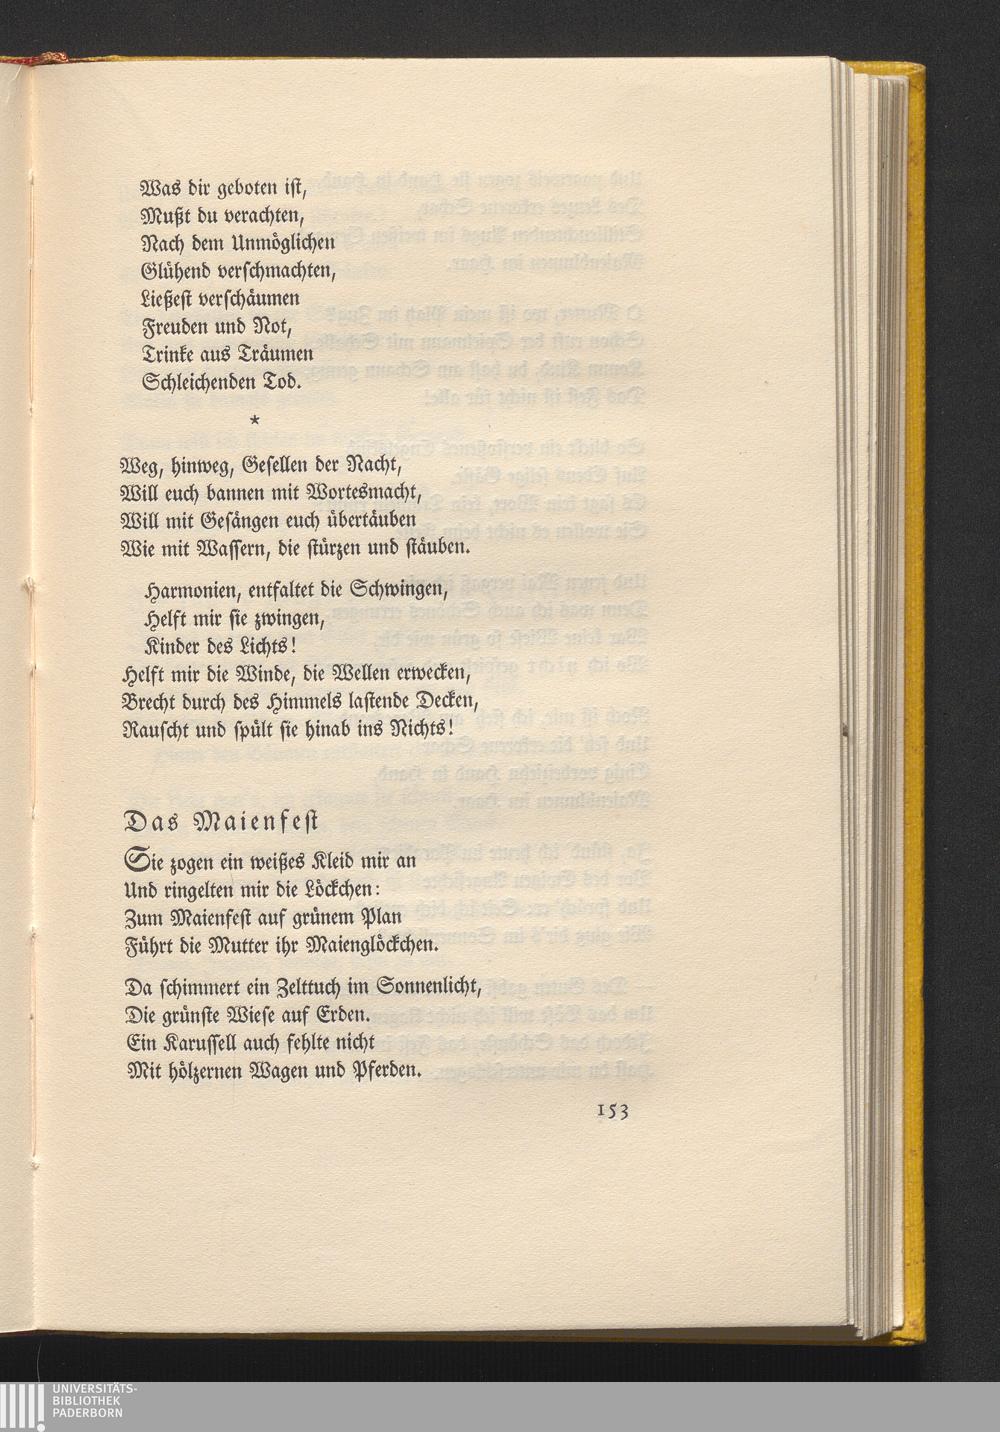 Was dir geboten ist,
Mußt du verachten,
Nach dem Unmöglichen
Glühend verschmachten,
Ließest verschäumen
Freuden und Not,
Trinke aus Träumen
Schleichenden Tod.
*
Weg, hinweg, Gesellen der Nacht,
Will euch bannen mit Wortesmacht,
Will mit Gesängen euch übertäuben
Wie mit Wassern, die stürzen und stäuben.
Harmonien, entfaltet die Schwingen,
Helft mir sie zwingen,
Kinder des Lichts!
Helft mir die Winde, die Wellen erwecken,
Brecht durch des Himmels lastende Decken,
Rauscht und spült sie hinab ins Nichts!
Das Maienfest
Sie zogen ein weißes Kleid mir an
Und ringelten mir die Löckchen:
Zum Maienfest auf grünem Plan
Führt die Mutter ihr Maienglöckchen.
Da schimmert ein Zelttuch im Sonnenlicht,
Die grünste Wiese auf Erden.
Ein Karussell auch fehlte nicht
Mit hölzernen Wagen und Pferden.
153
UNIVERSITÄTS-
BIBLIOTHEK
PADERBORN